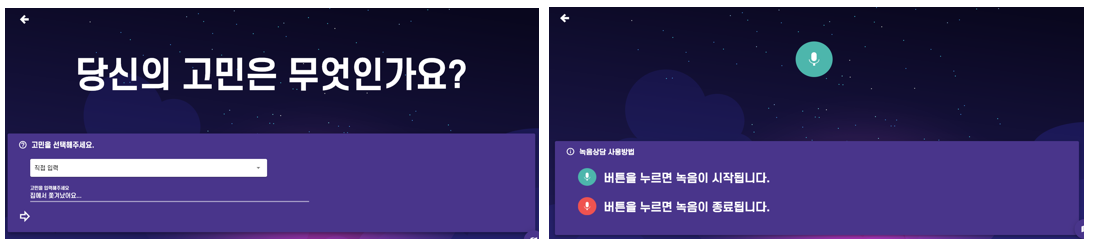 당신의 고민은 무엇인가요?
고민을 선택해주세요.
직접 입력
고민을 입력해주세요
집에서 쫓겨났어요...
녹음상담 사용방법
버튼을 누르면 녹음이 시작됩니다.
버튼을 누르면 녹음이 종료됩니다.